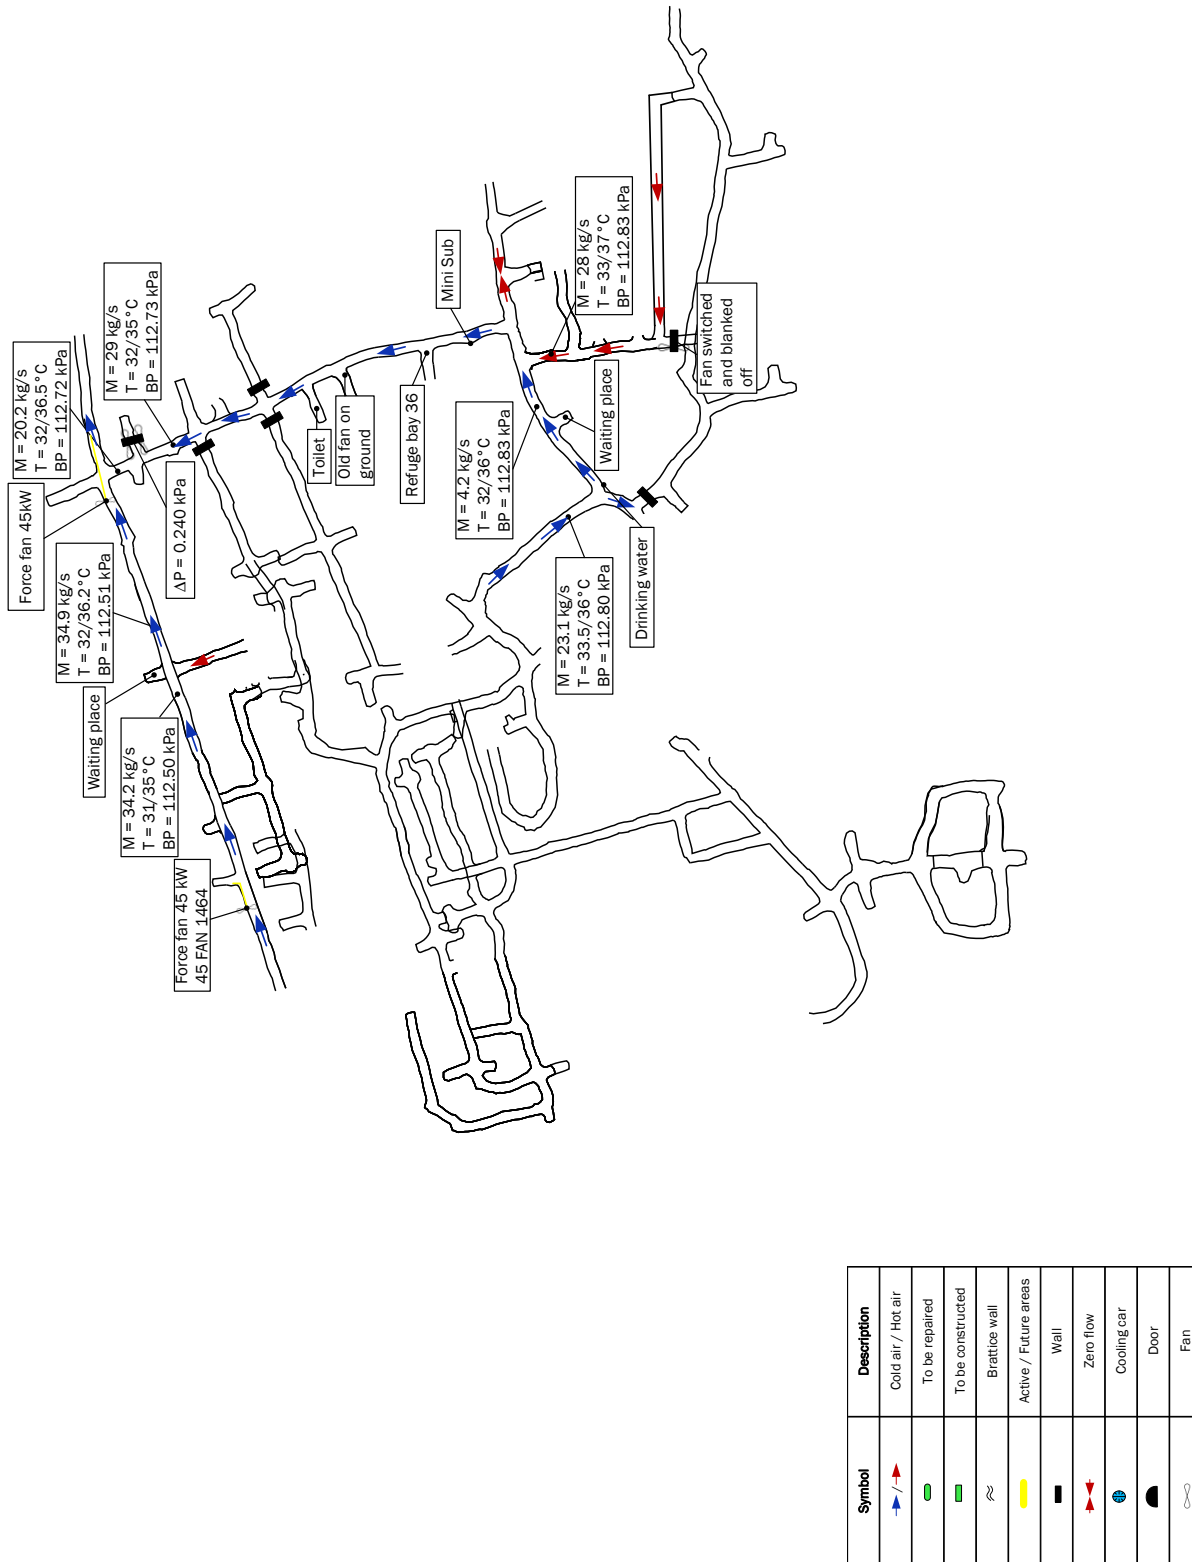 M = 20.2 kg/s
T = 32/36.5°C
BP = 112.72 kPa
Force fan 45kW
M = 29 kg/s
T = 32/35°C
BP = 112.73 kPa
ΔP = 0.240 kPa
M = 34.9 kg/s
T = 32/36.2°C
BP = 112.51 kPa
Waiting place
M = 34.2 kg/s
T = 31/35°C
BP = 112.50 kPa
Force fan 45 kW
45 FAN 1464
Toilet
Old fan on
ground
Refuge bay 36
Mini Sub
M = 28 kg/s
T = 33/37°C
BP = 112.83 kPa
Fan switched
and blanked
off
Waiting place
M = 4.2 kg/s
T = 32/36°C
BP = 112.83 kPa
Drinking water
M = 23.1 kg/s
T = 33.5/36°C
BP = 112.80 kPa
Symbol Description
/ Cold air / Hot air
To be repaired
To be constructed
Brattice wall
Active / Future areas
Wall
Zero flow
Cooling car
Door
Fan